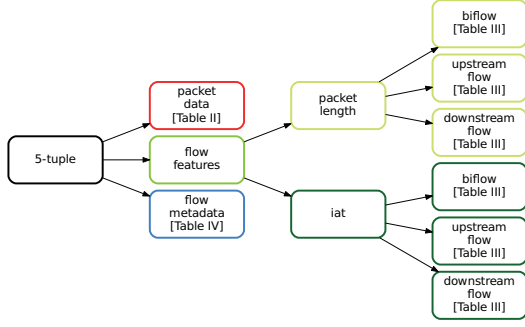 5-tuple
packet
data
[Table II]
flow
features
flow
metadata
[Table IV]
packet
length
iat
biflow
[Table III]
upstream
flow
[Table III]
downstream
flow
[Table III]
biflow
[Table III]
upstream
flow
[Table III]
downstream
flow
[Table III]